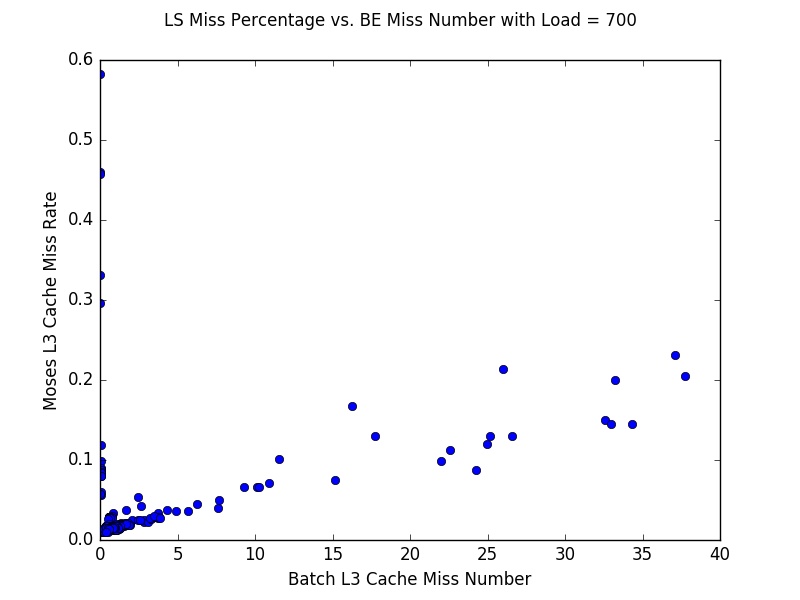 LS Miss Percentage vs. BE Miss Number with Load = 700
0.6
0.5
0.4
0.3
0.2
0.1
0.0
Moses L3 Cache Miss Rate
0 5 10 15 20 25 30 35 40
Batch L3 Cache Miss Number